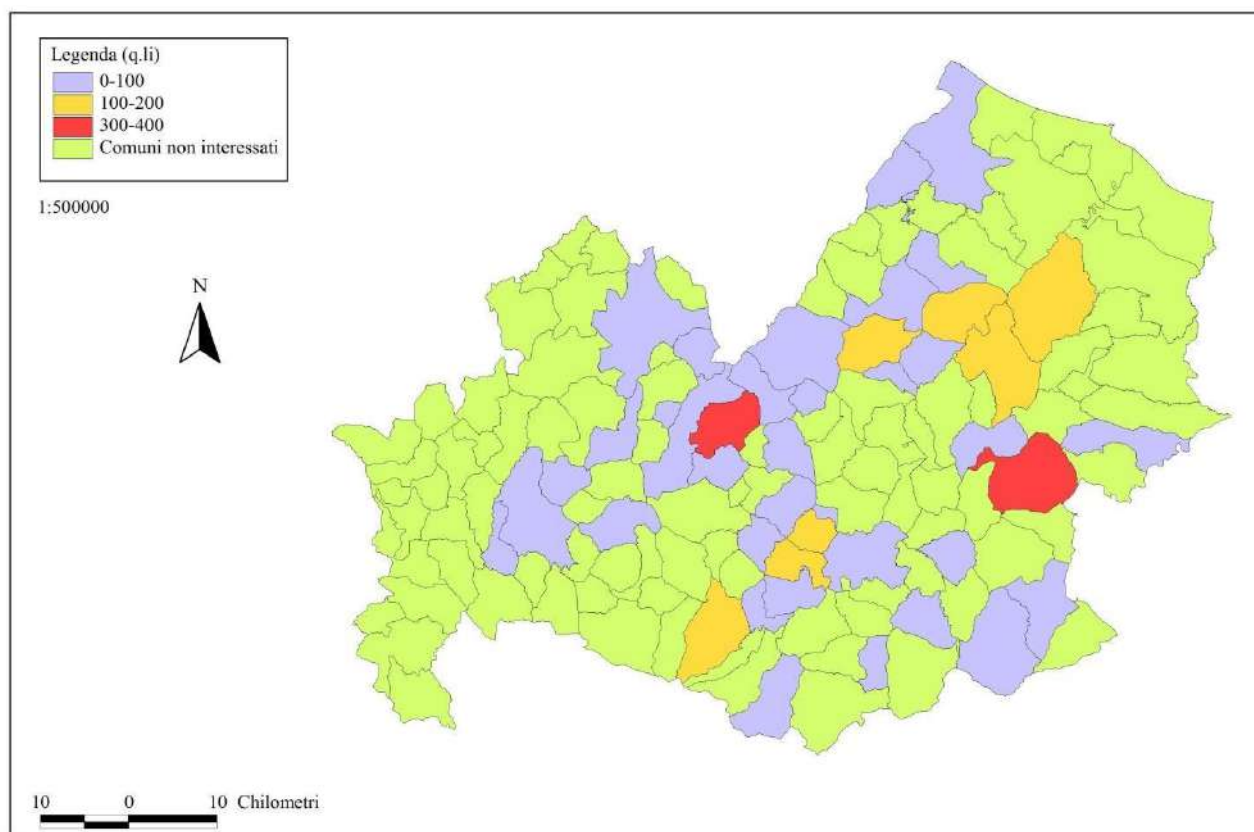 Legenda (q.li)
0-100
100-200
300-400
Comuni non interessati
1:500000
N
10 0 10 Chilometri